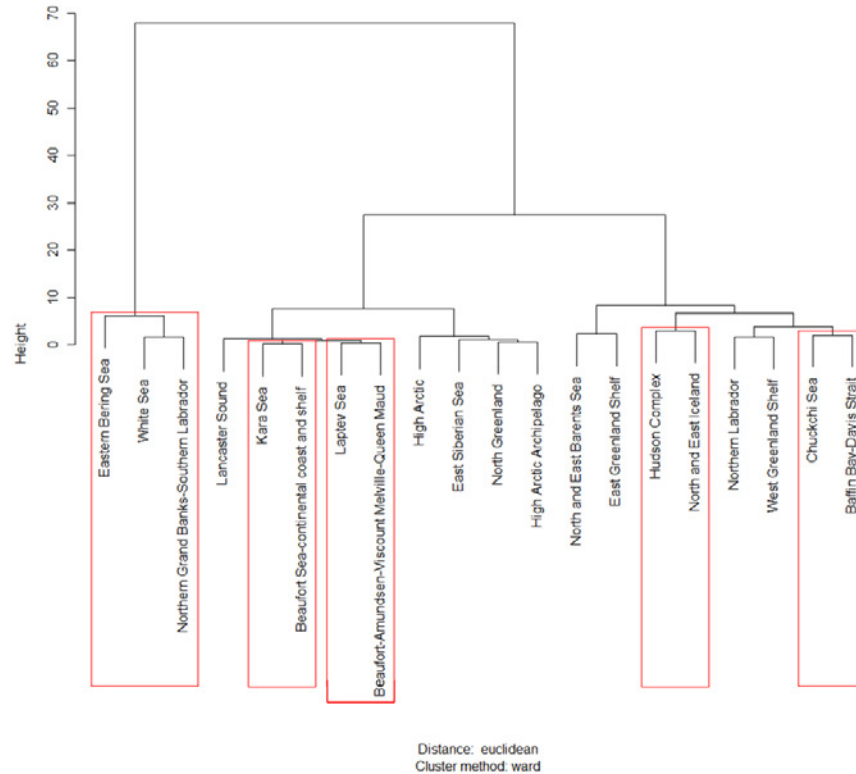 70
60
50
40
30
20
10
0
Height
Eastern Bering Sea
White Sea
Northern Grand Banks-Southern Labrador
Lancaster Sound
Kara Sea
Beaufort Sea-continental coast and shelf
Laptev Sea
Beaufort-Amundsen-Viscount Melville-Queen Maud
High Arctic
East Siberian Sea
North Greenland
High Arctic Archipelago
North and East Barents Sea
East Greenland Shelf
Hudson Complex
North and East Iceland
Northern Labrador
West Greenland Shelf
Chuckchi Sea
Baffin Bay-Davis Strait
Distance: euclidean
Cluster method: ward